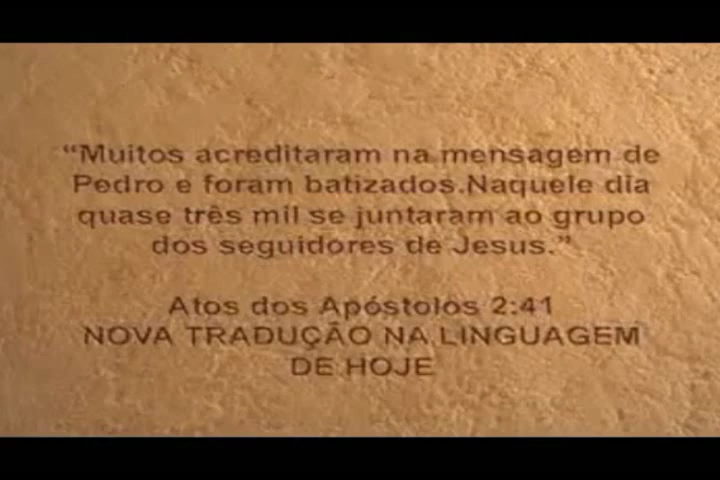 “Muitos acreditaram na mensagem de
Pedro e foram batizados.Naquele dia
quase três mil se juntaram ao grupo
dos seguidores de Jesus.”
Atos dos Apóstolos 2:41
NOVA TRADUÇÃO NA LINGUAGEM
DE HOJE